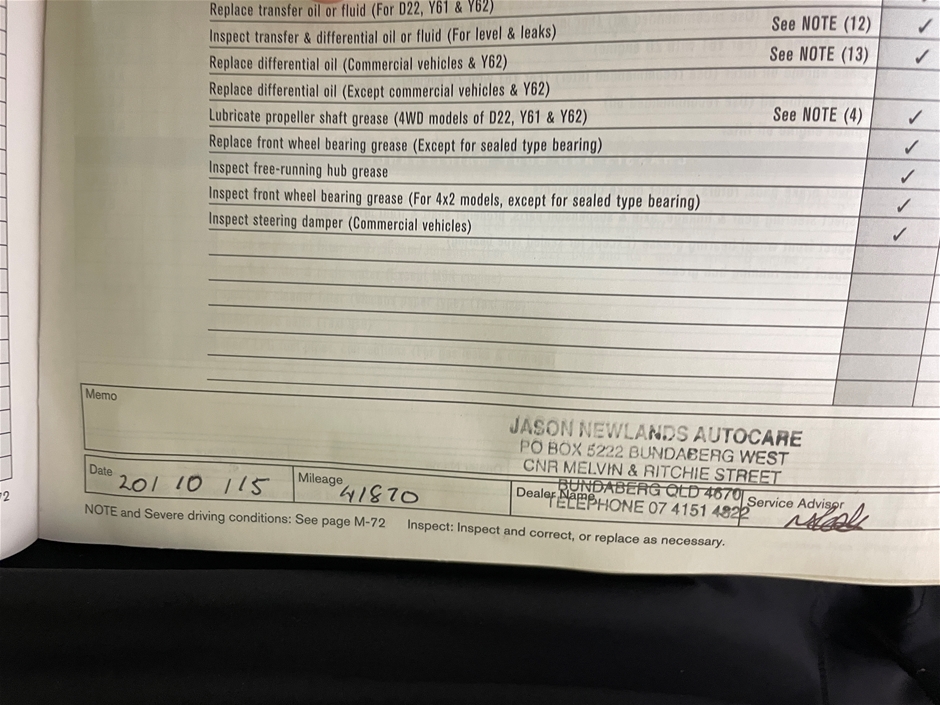 Replace transfer oil or fluid (For D22, Y61 & Y62)
Inspect transfer & differential oil or fluid (For level & leaks) See NOTE (12) ✓
Replace differential oil (Commercial vehicles & Y62) See NOTE (13) ✓
Replace differential oil (Except commercial vehicles & Y62)
Lubricate propeller shaft grease (4WD models of D22, Y61 & Y62) See NOTE (4) ✓
Replace front wheel bearing grease (Except for sealed type bearing) ✓
Inspect free-running hub grease ✓
Inspect front wheel bearing grease (For 4x2 models, except for sealed type bearing) ✓
Inspect steering damper (Commercial vehicles) ✓
Memo
JASON NEWLANDS AUTOCARE
PO BOX 5222 BUNDABERG WEST
CNR MELVIN & RITCHIE STREET
BUNDABERG QLD 4670
TELEPHONE 07 4151 4822
Date 20/ 10 /15
Mileage 41870
Dealer Name
Service Advisor
NOTE and Severe driving conditions: See page M-72 Inspect: Inspect and correct, or replace as necessary.